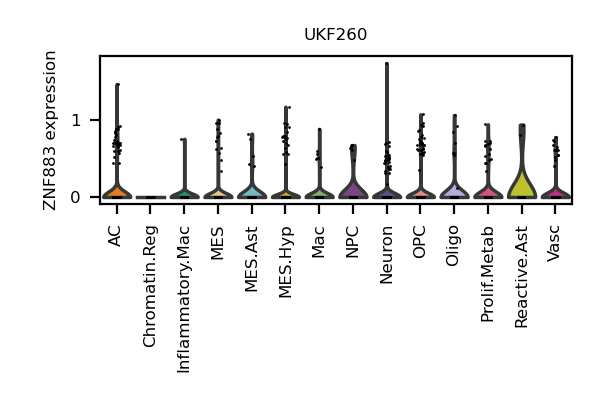 UKF260
ZNF883 expression
1
0
AC
Chromatin.Reg
Inflammatory.Mac
MES
MES.Ast
MES.Hyp
Mac
NPC
Neuron
OPC
Oligo
Prolif.Metab
Reactive.Ast
Vasc